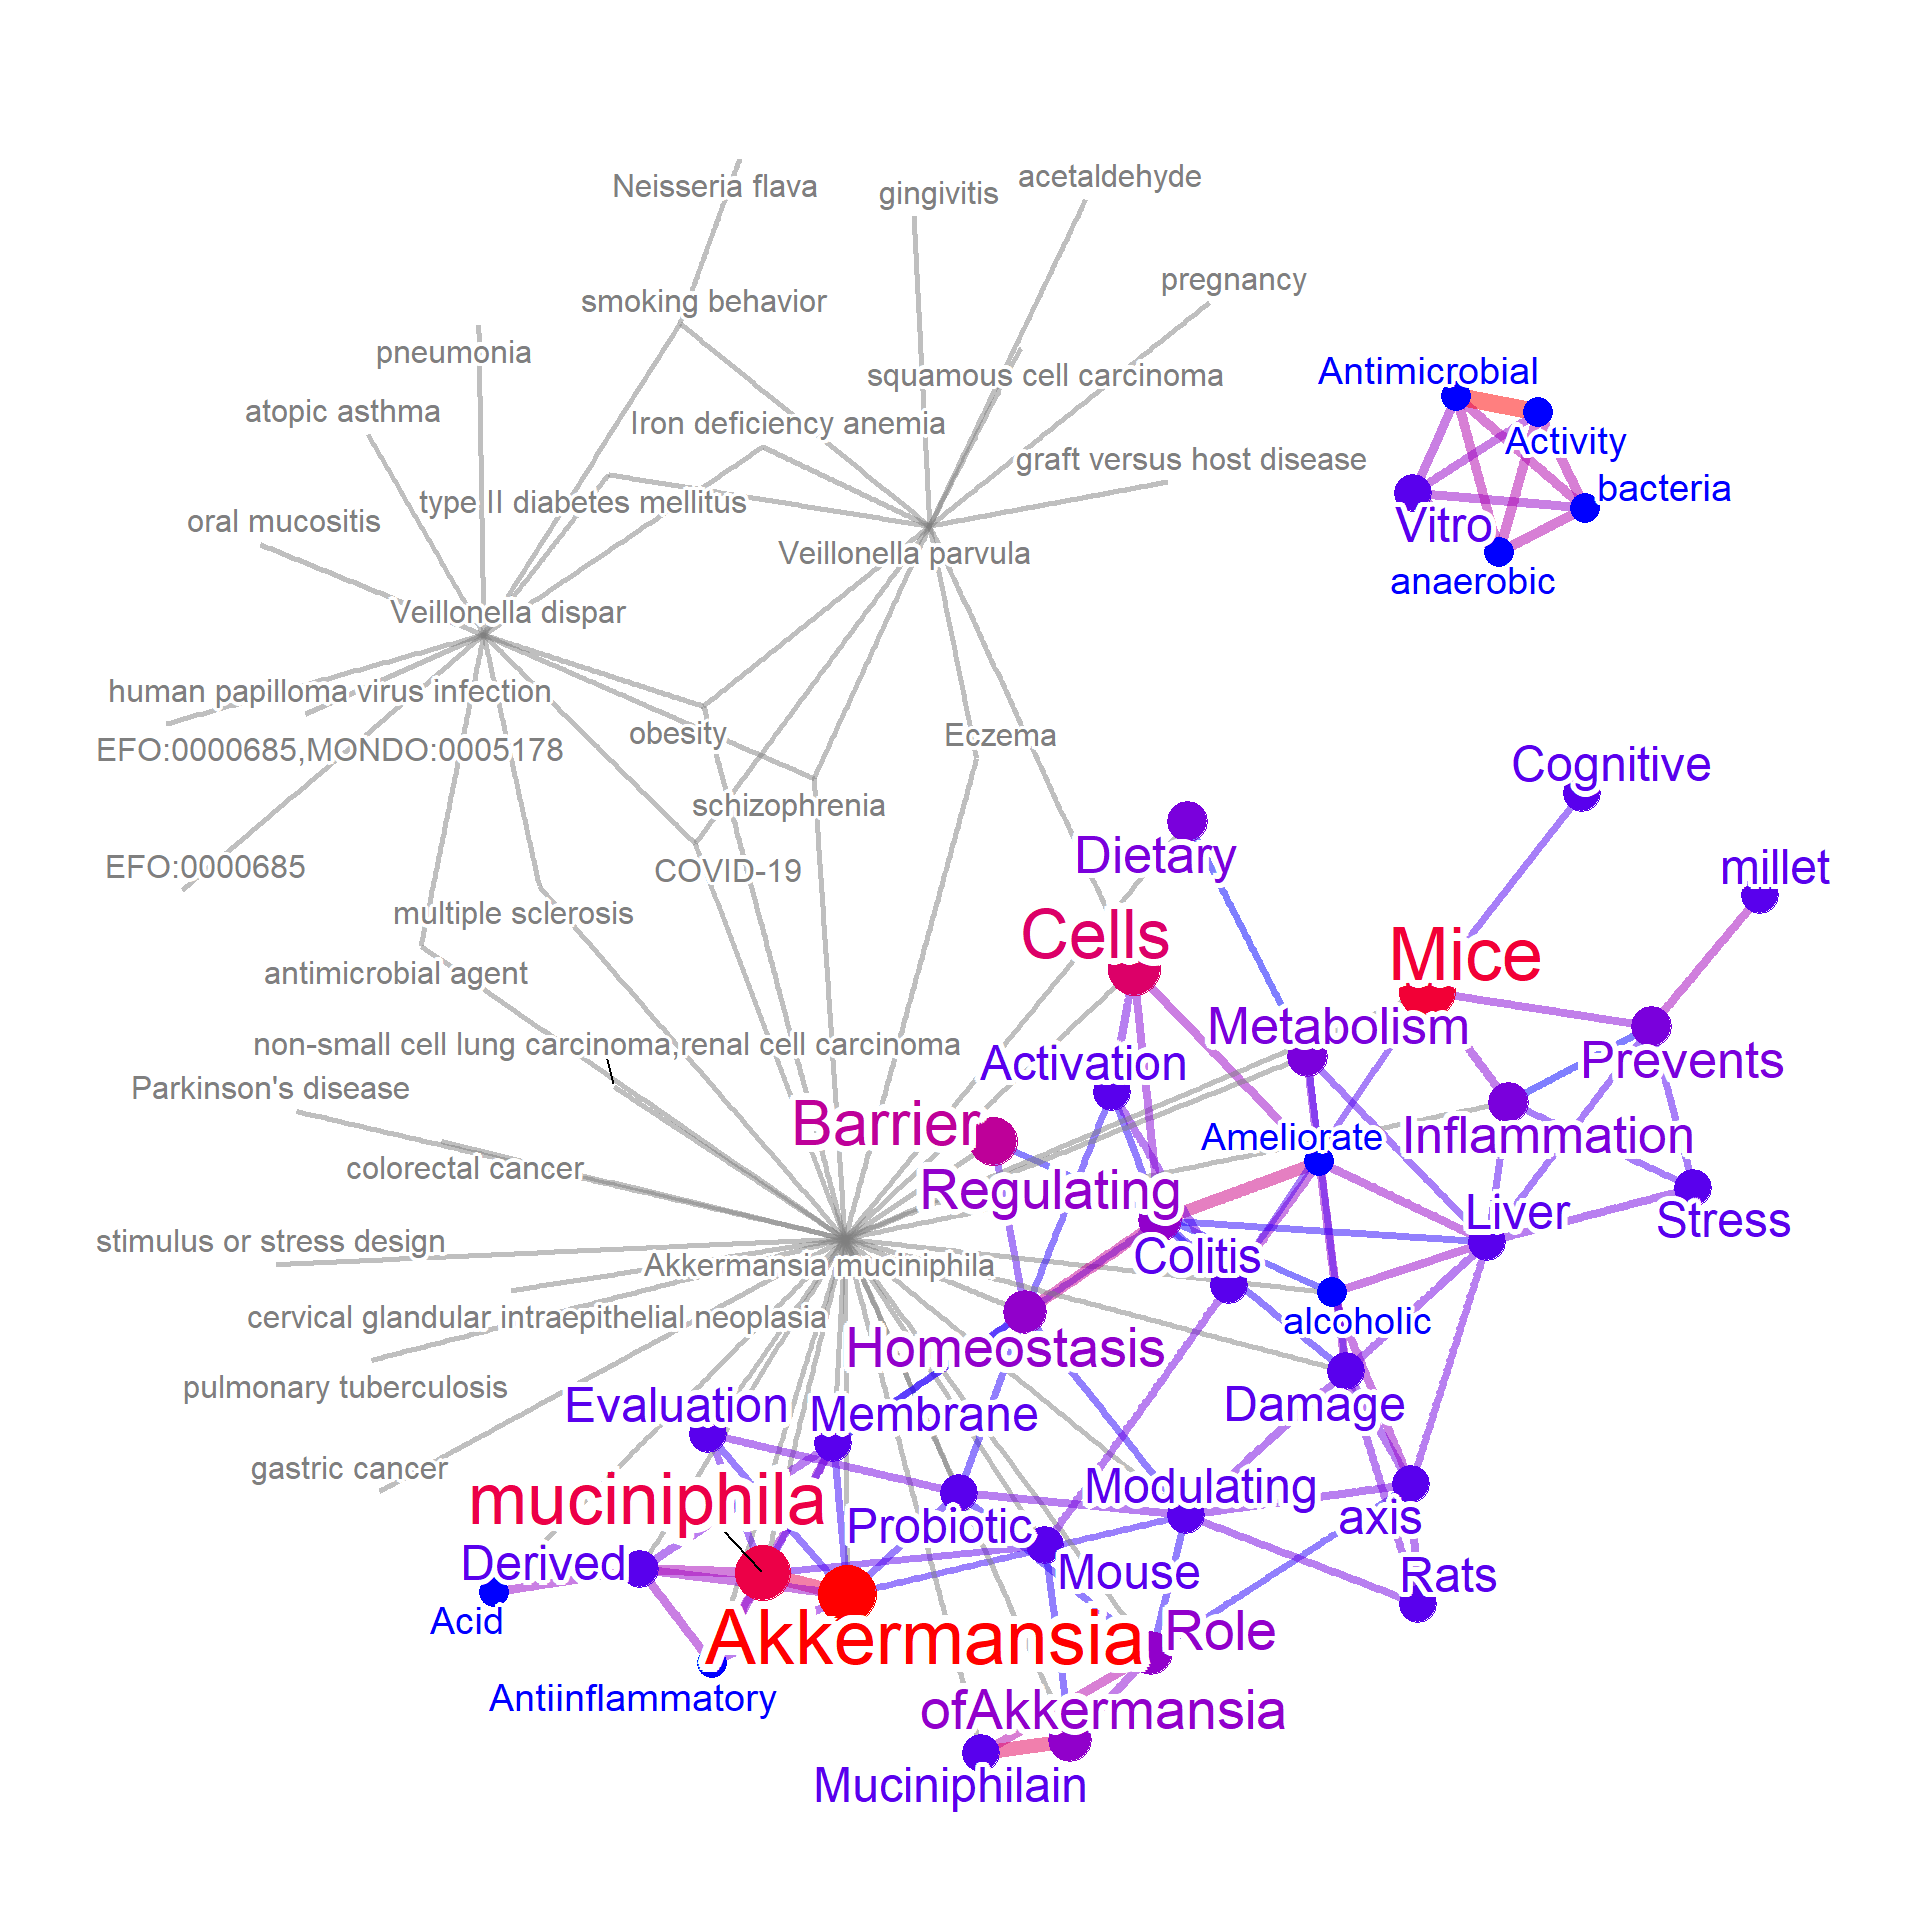 Neisseria flava
gingivitis
acetaldehyde
pregnancy
smoking behavior
pneumonia
squamous cell carcinoma
Antimicrobial
atopic asthma
Iron deficiency anemia
Activity
graft versus host disease
bacteria
type II diabetes mellitus
oral mucositis
Vitro
Veillonella parvula
anaerobic
Veillonella dispar
human papilloma virus infection
obesity
Eczema
EFO:0000685,MONDO:0005178
Cognitive
schizophrenia
Dietary
EFO:0000685
COVID-19
millet
multiple sclerosis
Cells
Mice
antimicrobial agent
Metabolism
non-small cell lung carcinoma,renal cell carcinoma
Activation
Prevents
Parkinson's disease
Barrier
Ameliorate
Inflammation
colorectal cancer
Regulating
Liver
Stress
stimulus or stress design
Akkermansia muciniphila
Colitis
cervical glandular intraepithelial neoplasia
alcoholic
Homeostasis
pulmonary tuberculosis
Evaluation
Membrane
Damage
gastric cancer
muciniphila
Modulating
Probiotic
axis
Derived
Mouse
Rats
Acid
Akkermansia
Role
Antiinflammatory
ofAkkermansia
Muciniphilain